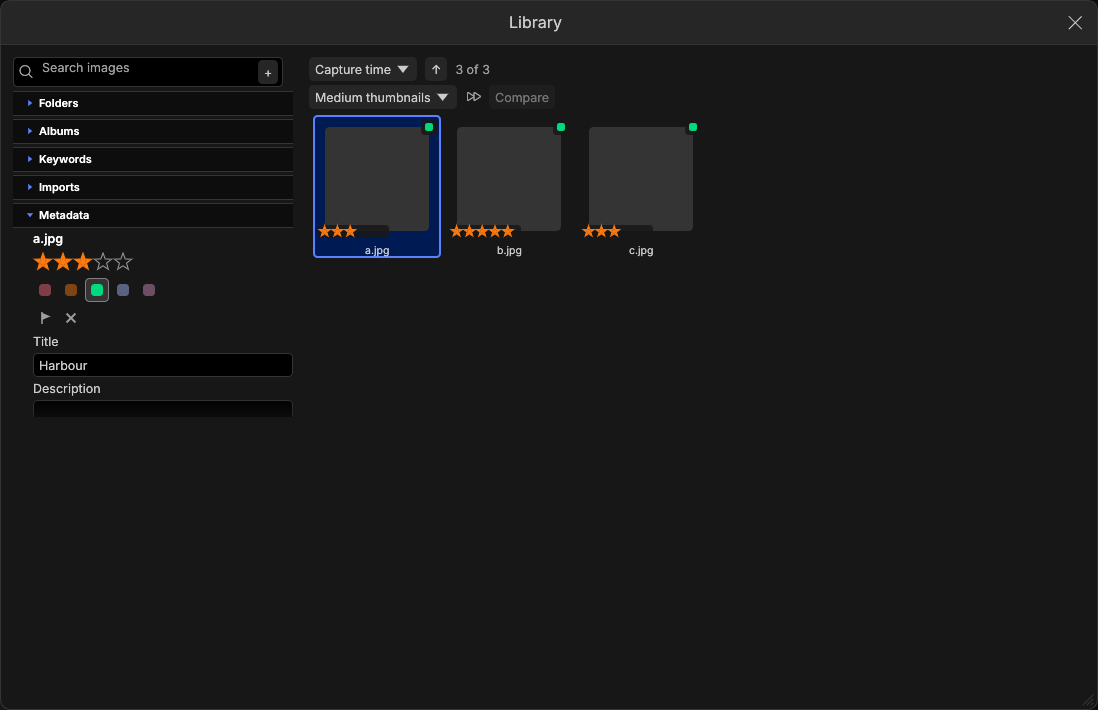 Library
Search images
+
Folders
Albums
Keywords
Imports
Metadata
a.jpg
Title
Harbour
Description
Capture time
3 of 3
Medium thumbnails
Compare
a.jpg
b.jpg
c.jpg